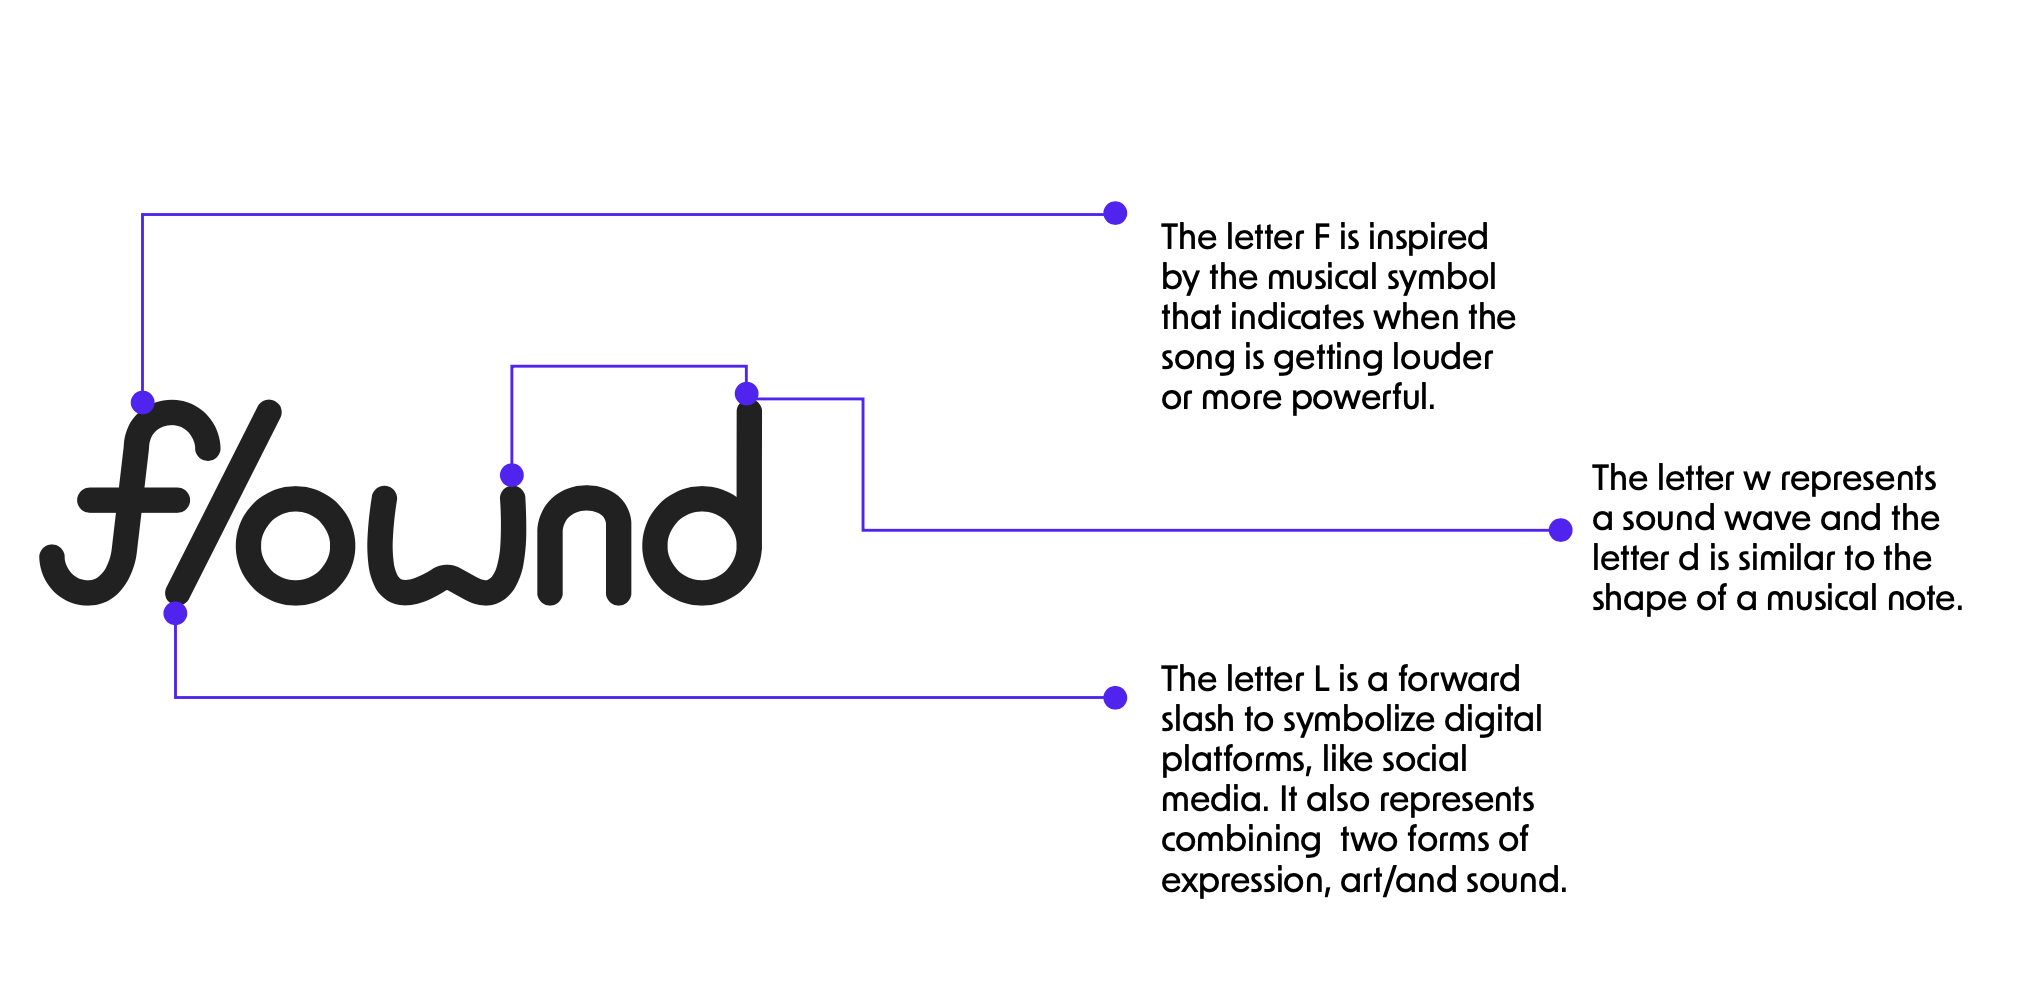 f/ownd
The letter F is inspired
by the musical symbol
that indicates when the
song is getting louder
or more powerful.
The letter w represents
a sound wave and the
letter d is similar to the
shape of a musical note.
The letter L is a forward
slash to symbolize digital
platforms, like social
media. It also represents
combining  two forms of
expression, art/and sound.